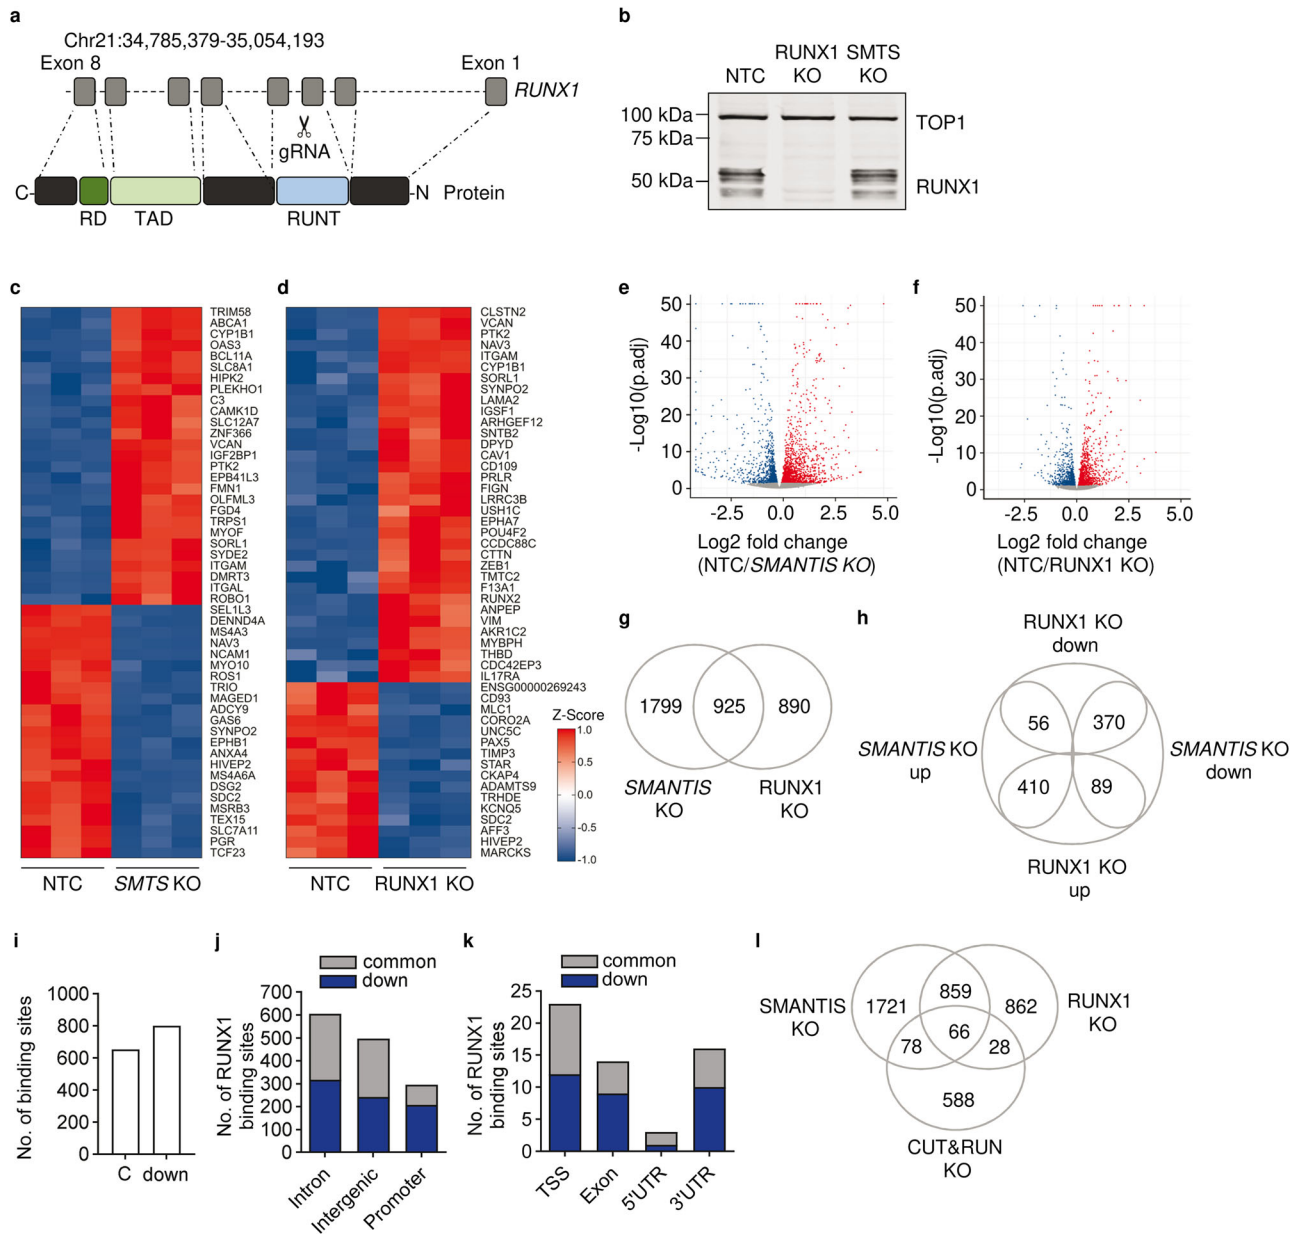 a
Chr21:34,785,379-35,054,193
Exon 8
Exon 1
RUNX1
gRNA
C-
-N
Protein
RD
TAD
RUNT
b
RUNX1 SMTS
NTC
KO
KO
100 kDa
75 kDa
50 kDa
TOP1
RUNX1
c
TRIM58
ABCA1
CYP1B1
OAS3
BCL11A
SLC8A1
HIPK2
PLEKHO1
C3
CAMK1D
SLC12A7
ZNF366
VCAN
IGF2BP1
PTK2
EPB41L3
FMN1
OLFML3
FGD4
TRPS1
MYOF
SORL1
SYDE2
ITGAM
DMRT3
ITGAL
ROBO1
SEL1L3
DENND4A
MS4A3
NAV3
NCAM1
MYO10
ROS1
TRIO
MAGED1
ADCY9
GAS6
SYNPO2
EPHB1
ANXA4
HIVEP2
MS4A6A
DSG2
SDC2
MSRB3
TEX15
SLC7A11
PGR
TCF23
NTC
SMTS KO
d
CLSTN2
VCAN
PTK2
NAV3
ITGAM
CYP1B1
SORL1
SYNPO2
LAMA2
IGSF1
ARHGEF12
SNTB2
DPYD
CAV1
CD109
PRLR
FIGN
LRRC3B
USH1C
EPHA7
POU4F2
CCDC88C
CTTN
ZEB1
TMTC2
F13A1
RUNX2
ANPEP
VIM
AKR1C2
MYBPH
THBD
CDC42EP3
IL17RA
ENSG00000269243
CD93
MLC1
CORO2A
UNC5C
PAX5
TIMP3
STAR
CKAP4
ADAMTS9
TRHDE
KCNQ5
SDC2
AFF3
HIVEP2
MARCKS
NTC
RUNX1 KO
Z-Score
1.0
0.5
0.0
-0.5
-1.0
e
50
40
30
20
10
0
-Log10(p.adj)
-2.5
0.0
2.5
5.0
Log2 fold change
(NTC/SMANTIS KO)
f
50
40
30
20
10
0
-Log10(p.adj)
-2.5
0.0
2.5
5.0
Log2 fold change
(NTC/RUNX1 KO)
g
1799
925
890
SMANTIS
KO
RUNX1
KO
h
RUNX1 KO
down
56
370
SMANTIS KO
up
SMANTIS KO
down
410
89
RUNX1 KO
up
i
No. of binding sites
1000
800
600
400
200
0
C
down
j
common
down
No. of RUNX1
binding sites
700
600
500
400
300
200
100
0
Intron
Intergenic
Promoter
k
common
down
No. of RUNX1
binding sites
25
20
15
10
5
0
TSS
Exon
5'UTR
3'UTR
l
SMANTIS
KO
1721
859
862
RUNX1
KO
66
78
28
588
CUT&RUN
KO